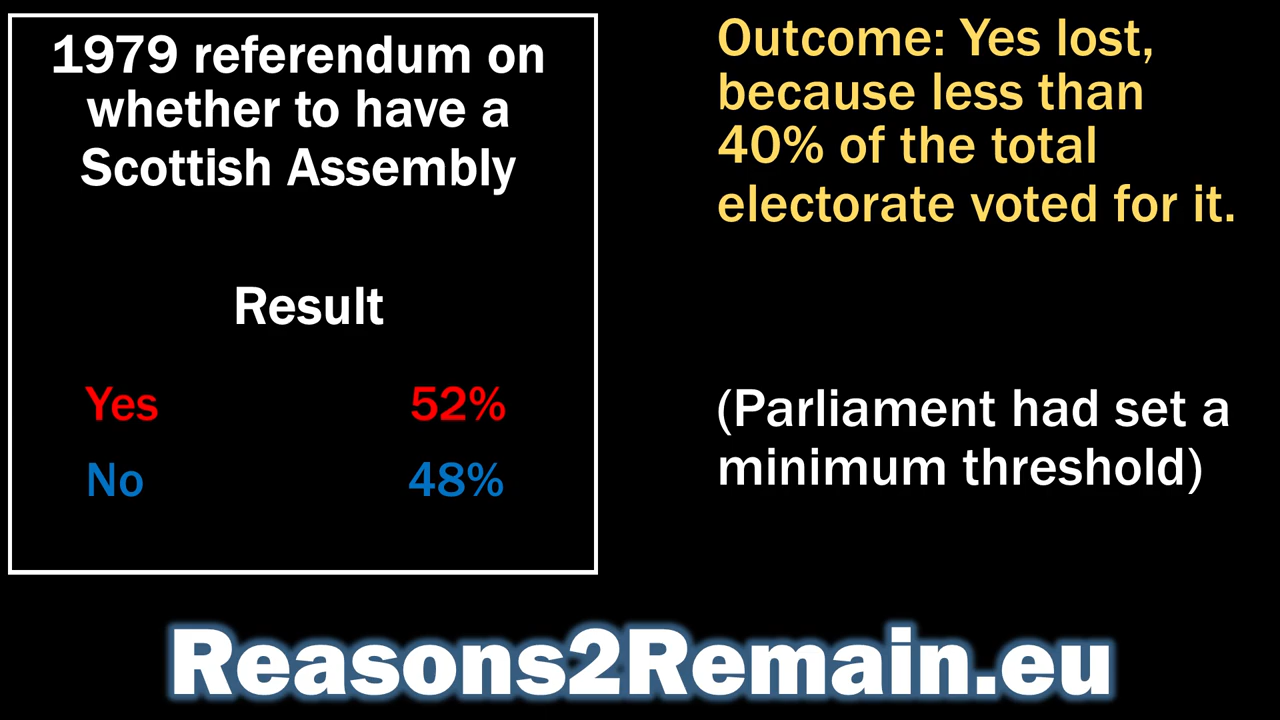 1979 referendum on
whether to have a
Scottish Assembly
Result
Yes 52%
No 48%
Outcome: Yes lost,
because less than
40% of the total
electorate voted for it.
(Parliament had set a
minimum threshold)
Reasons2Remain.eu